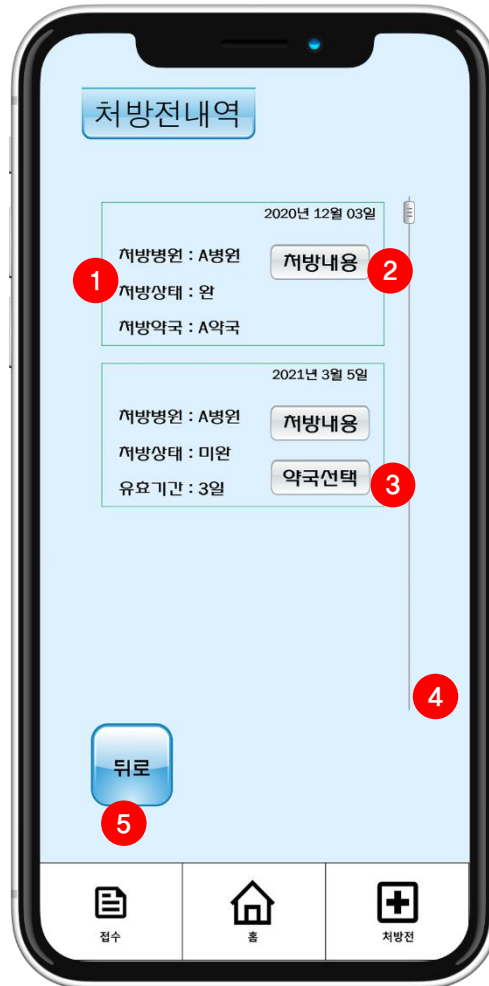 처방전내역
2020년 12월 03일
처방병원 : A병원
처방내용
1
2
처방상태 : 완
처방약국 : A약국
2021년 3월 5일
처방병원 : A병원
처방내용
처방상태 : 미완
약국선택
3
유효기간 : 3일
4
뒤로
5
접수
홈
처방전